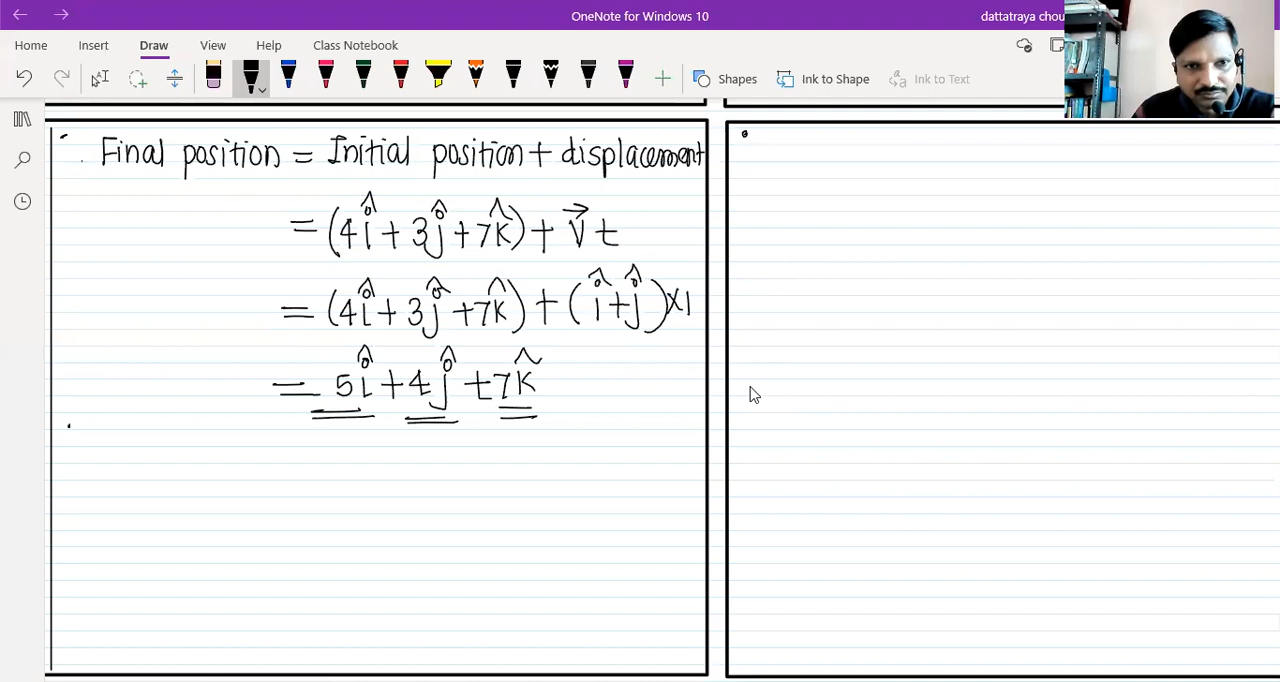 OneNote for Windows 10
dattatraya chou
Home Insert Draw View Help Class Notebook
Shapes Ink to Shape Ink to Text
∴ Final position = Initial position + displacement
= (4î + 3ĵ + 7k̂) + v⃗ t
= (4î + 3ĵ + 7k̂) + (î + ĵ) × 1
= 5î + 4ĵ + 7k̂